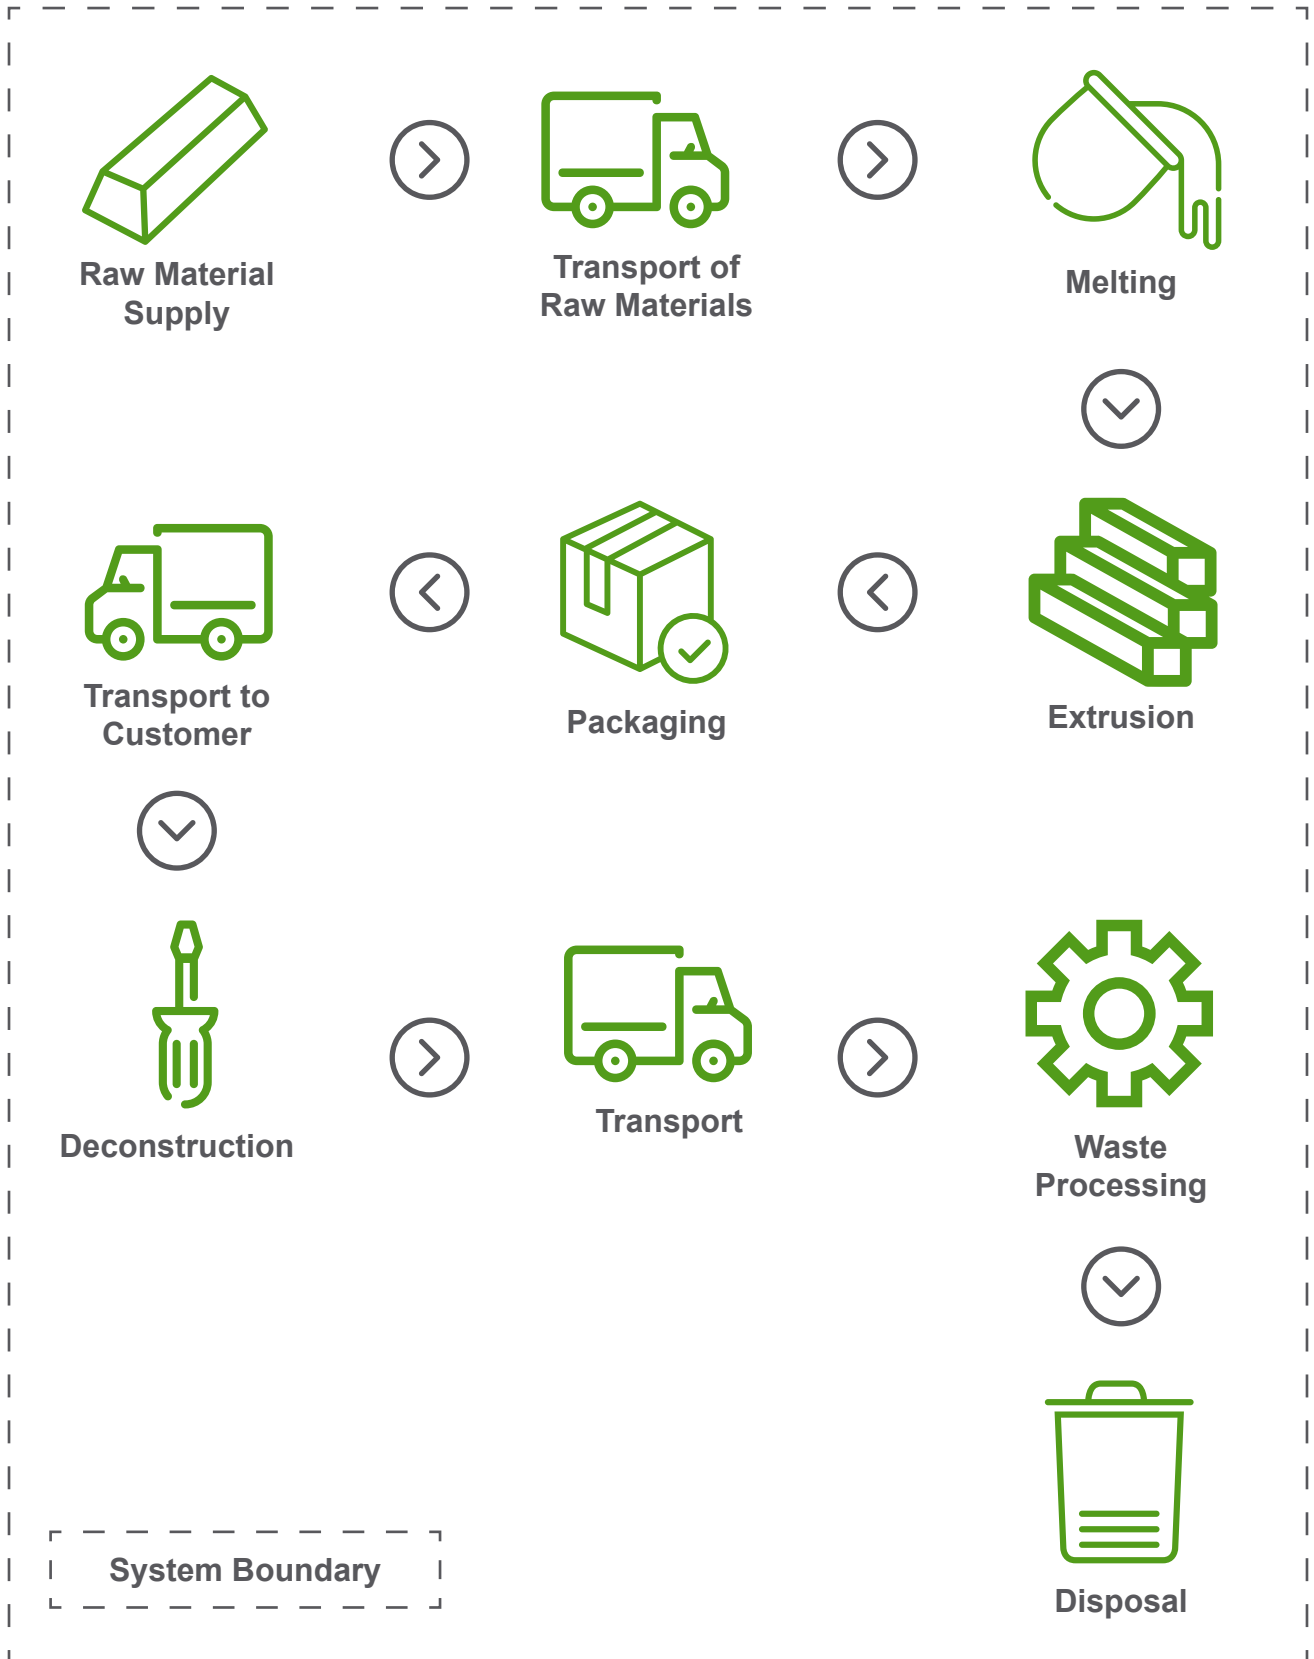 Raw Material
Supply
Transport of
Raw Materials
Melting
Transport to
Customer
Packaging
Extrusion
Deconstruction
Transport
Waste
Processing
System Boundary
Disposal